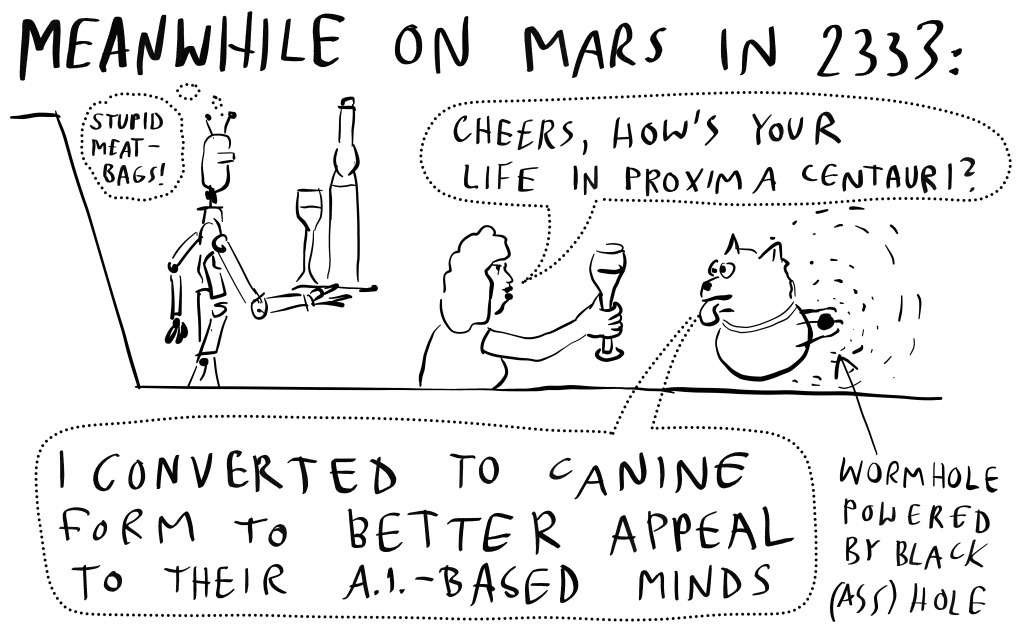 MEANWHILE ON MARS IN 2333:
STUPID
MEAT-
BAGS!
CHEERS, HOW'S YOUR
LIFE IN PROXIMA CENTAURI?
I CONVERTED TO CANINE
FORM TO BETTER APPEAL
TO THEIR A.I.-BASED MINDS
WORMHOLE
POWERED
BY BLACK
(ASS) HOLE